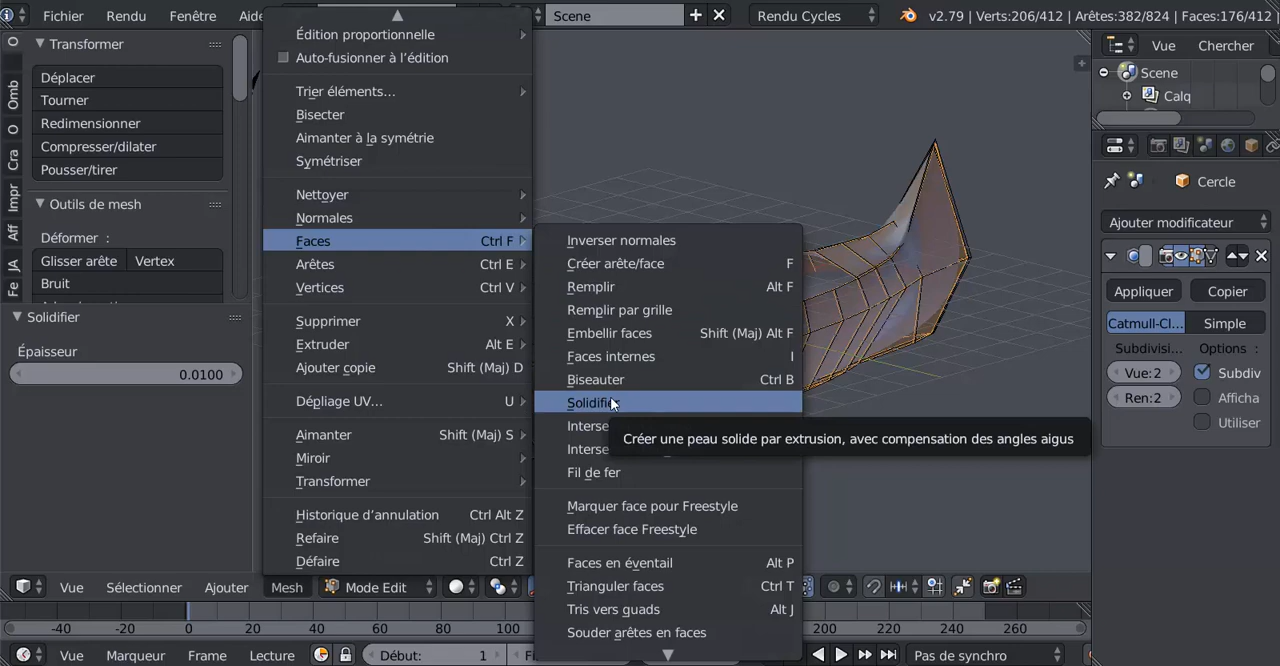 Fichier Rendu Fenêtre Aide
Scene
Rendu Cycles
v2.79 | Verts:206/412 | Arêtes:382/824 | Faces:176/412 |
O
Omb
O
Cra
Impr
Aff
JA
Fe
Transformer
Déplacer
Tourner
Redimensionner
Compresser/dilater
Pousser/tirer
Outils de mesh
Déformer :
Glisser arête Vertex
Bruit
Solidifier
Épaisseur
0.0100
Édition proportionnelle
Auto-fusionner à l’édition
Trier éléments...
Bisecter
Aimanter à la symétrie
Symétriser
Nettoyer
Normales
Faces Ctrl F
Arêtes Ctrl E
Vertices Ctrl V
Supprimer X
Extruder Alt E
Ajouter copie Shift (Maj) D
Dépliage UV... U
Aimanter Shift (Maj) S
Miroir
Transformer
Historique d’annulation Ctrl Alt Z
Refaire Shift (Maj) Ctrl Z
Défaire Ctrl Z
Inverser normales
Créer arête/face F
Remplir Alt F
Remplir par grille
Embellir faces Shift (Maj) Alt F
Faces internes I
Biseauter Ctrl B
Solidifier
Interse
Créer une peau solide par extrusion, avec compensation des angles aigus
Interse
Fil de fer
Marquer face pour Freestyle
Effacer face Freestyle
Faces en éventail Alt P
Trianguler faces Ctrl T
Tris vers quads Alt J
Souder arêtes en faces
Vue Chercher
Scene
Calq
Cercle
Ajouter modificateur
Appliquer Copier
Catmull-Cl... Simple
Subdivisi... Options :
Vue:2 Subdiv
Ren:2 Afficha
Utiliser
Vue Sélectionner Ajouter Mesh Mode Edit
-40 -20 0 20 40 60 80 100 200 220 240 260
Vue Marqueur Frame Lecture Début: 1
Pas de synchro